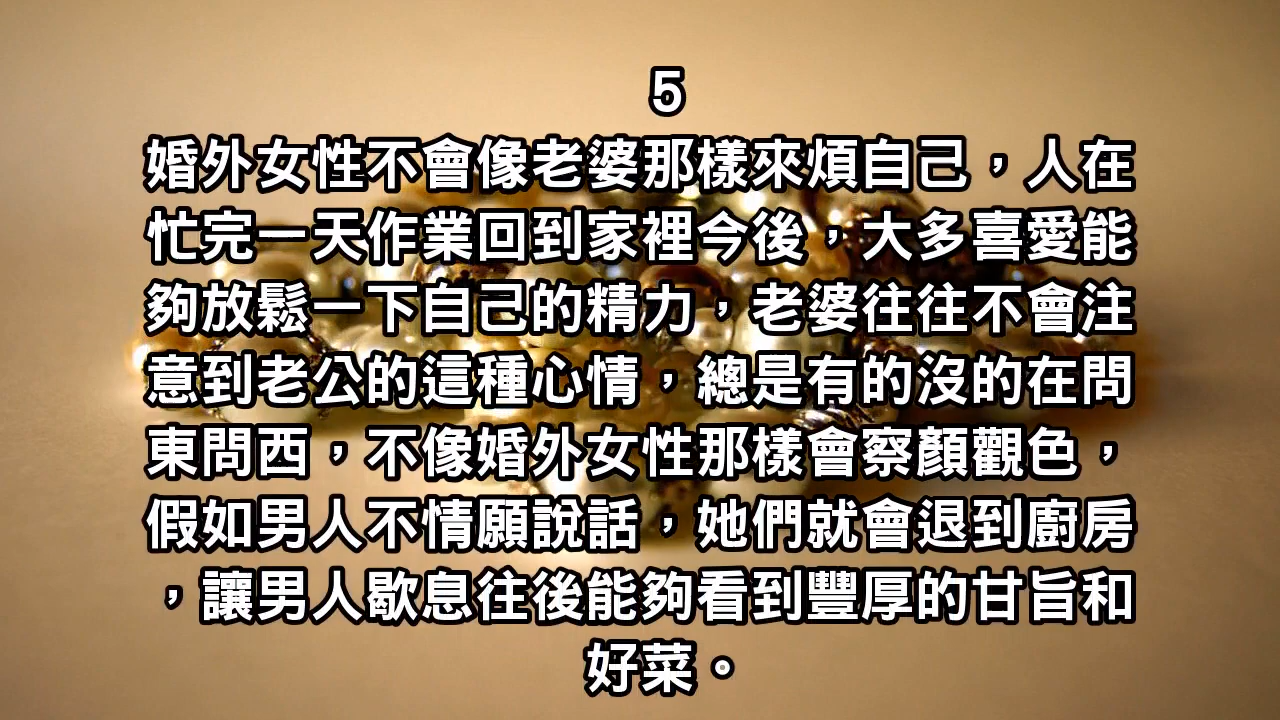 5
婚外女性不會像老婆那樣來煩自己，人在
忙完一天作業回到家裡今後，大多喜愛能
夠放鬆一下自己的精力，老婆往往不會注
意到老公的這種心情，總是有的沒的在問
東問西，不像婚外女性那樣會察顏觀色，
假如男人不情願說話，她們就會退到廚房
，讓男人歇息往後能夠看到豐厚的甘旨和
好菜。